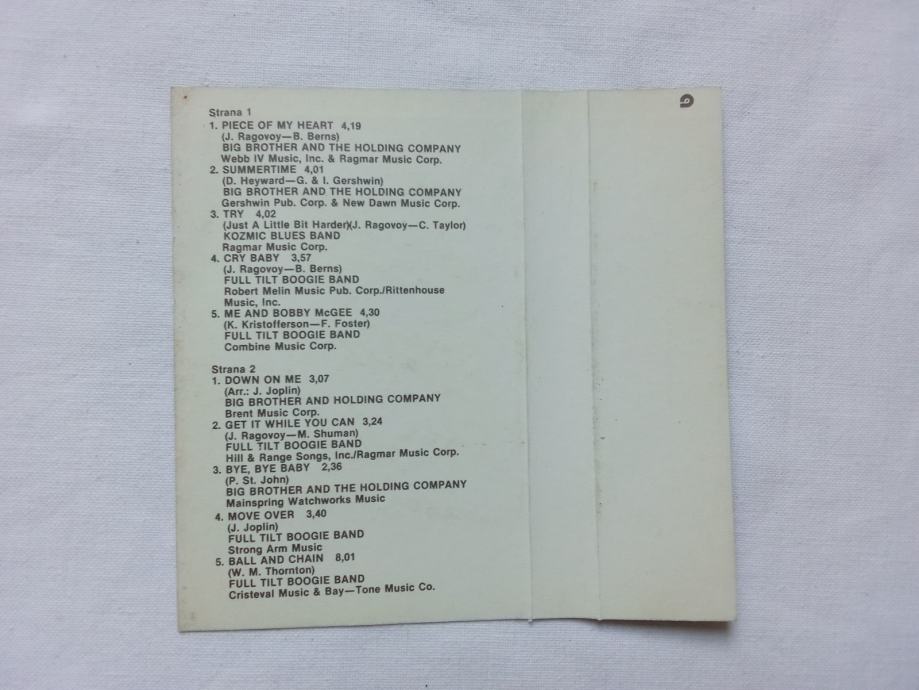 Strana 1
1. PIECE OF MY HEART 4,19
(J. Ragovoy—B. Berns)
BIG BROTHER AND THE HOLDING COMPANY
Webb IV Music, Inc. & Ragmar Music Corp.
2. SUMMERTIME 4,01
(D. Heyward—G. & I. Gershwin)
BIG BROTHER AND THE HOLDING COMPANY
Gershwin Pub. Corp. & New Dawn Music Corp.
3. TRY 4,02
(Just A Little Bit Harder)(J. Ragovoy—C. Taylor)
KOZMIC BLUES BAND
Ragmar Music Corp.
4. CRY BABY 3,57
(J. Ragovoy—B. Berns)
FULL TILT BOOGIE BAND
Robert Melin Music Pub. Corp./Rittenhouse
Music, Inc.
5. ME AND BOBBY McGEE 4,30
(K. Kristofferson—F. Foster)
FULL TILT BOOGIE BAND
Combine Music Corp.
Strana 2
1. DOWN ON ME 3,07
(Arr.: J. Joplin)
BIG BROTHER AND HOLDING COMPANY
Brent Music Corp.
2. GET IT WHILE YOU CAN 3,24
(J. Ragovoy—M. Shuman)
FULL TILT BOOGIE BAND
Hill & Range Songs, Inc./Ragmar Music Corp.
3. BYE, BYE BABY 2,36
(P. St. John)
BIG BROTHER AND THE HOLDING COMPANY
Mainspring Watchworks Music
4. MOVE OVER 3,40
(J. Joplin)
FULL TILT BOOGIE BAND
Strong Arm Music
5. BALL AND CHAIN 8,01
(W. M. Thornton)
FULL TILT BOOGIE BAND
Cristeval Music & Bay—Tone Music Co.